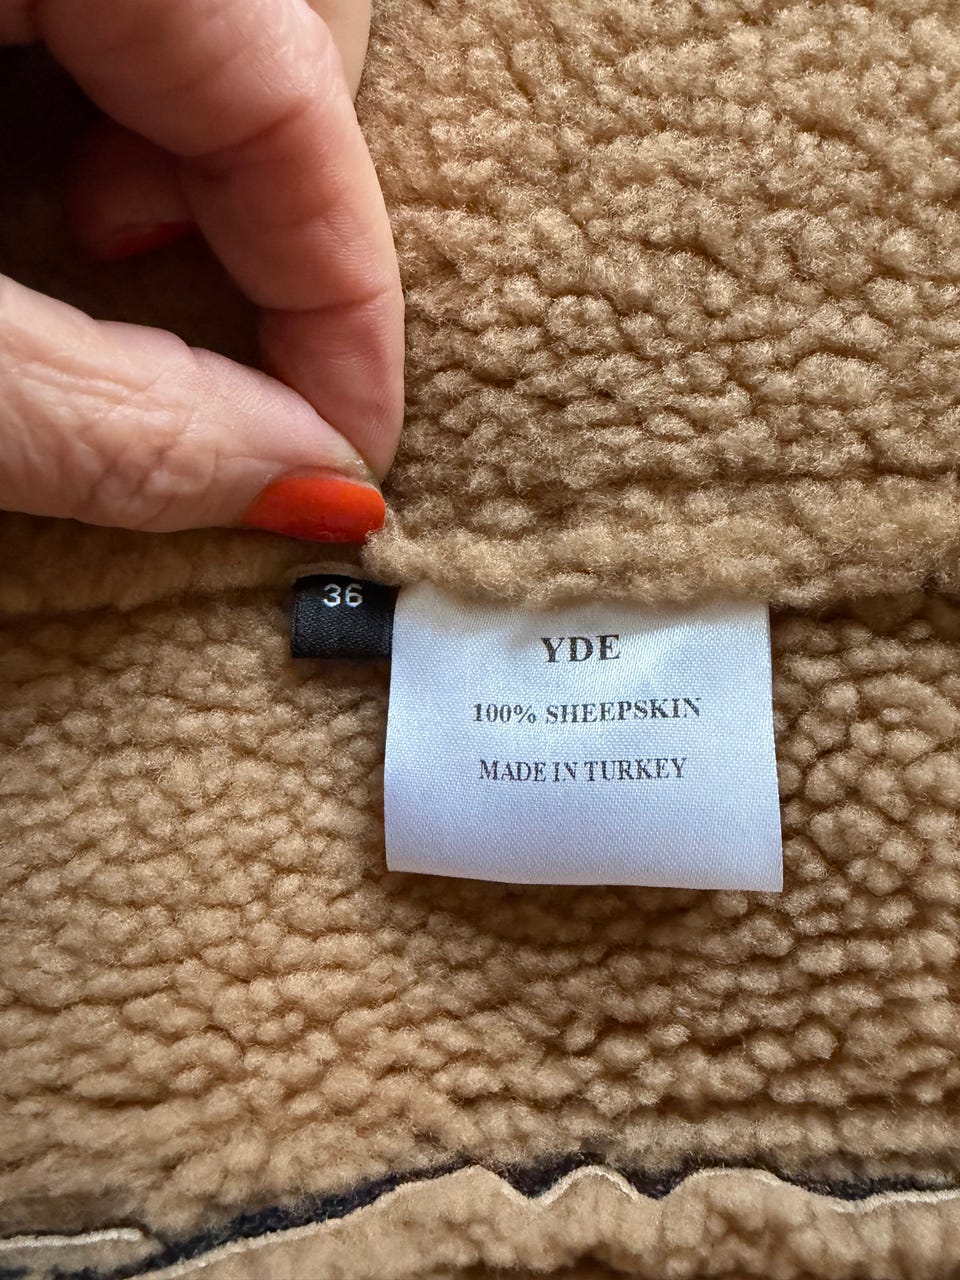 36
YDE
100% SHEEPSKIN
MADE IN TURKEY